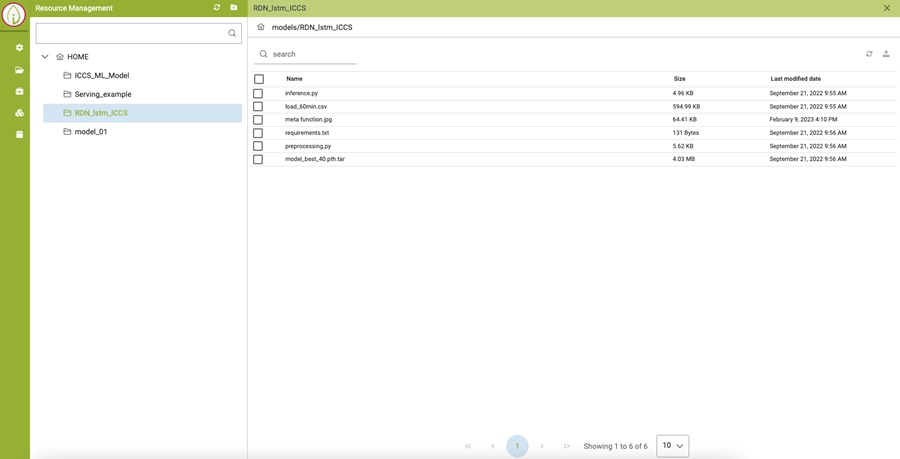 Resource Management
HOME
ICCS_ML_Model
Serving_example
RDN_lstm_ICCS
model_01
RDN_lstm_ICCS
models/RDN_lstm_ICCS
search
Name Size Last modified date
inference.py 4.96 KB September 21, 2022 9:55 AM
load_60min.csv 594.99 KB September 21, 2022 9:55 AM
meta function.jpg 64.41 KB February 9, 2023 4:10 PM
requirements.txt 131 Bytes September 21, 2022 9:56 AM
preprocessing.py 5.62 KB September 21, 2022 9:56 AM
model_best_40.pth.tar 4.03 MB September 21, 2022 9:56 AM
1 Showing 1 to 6 of 6 10